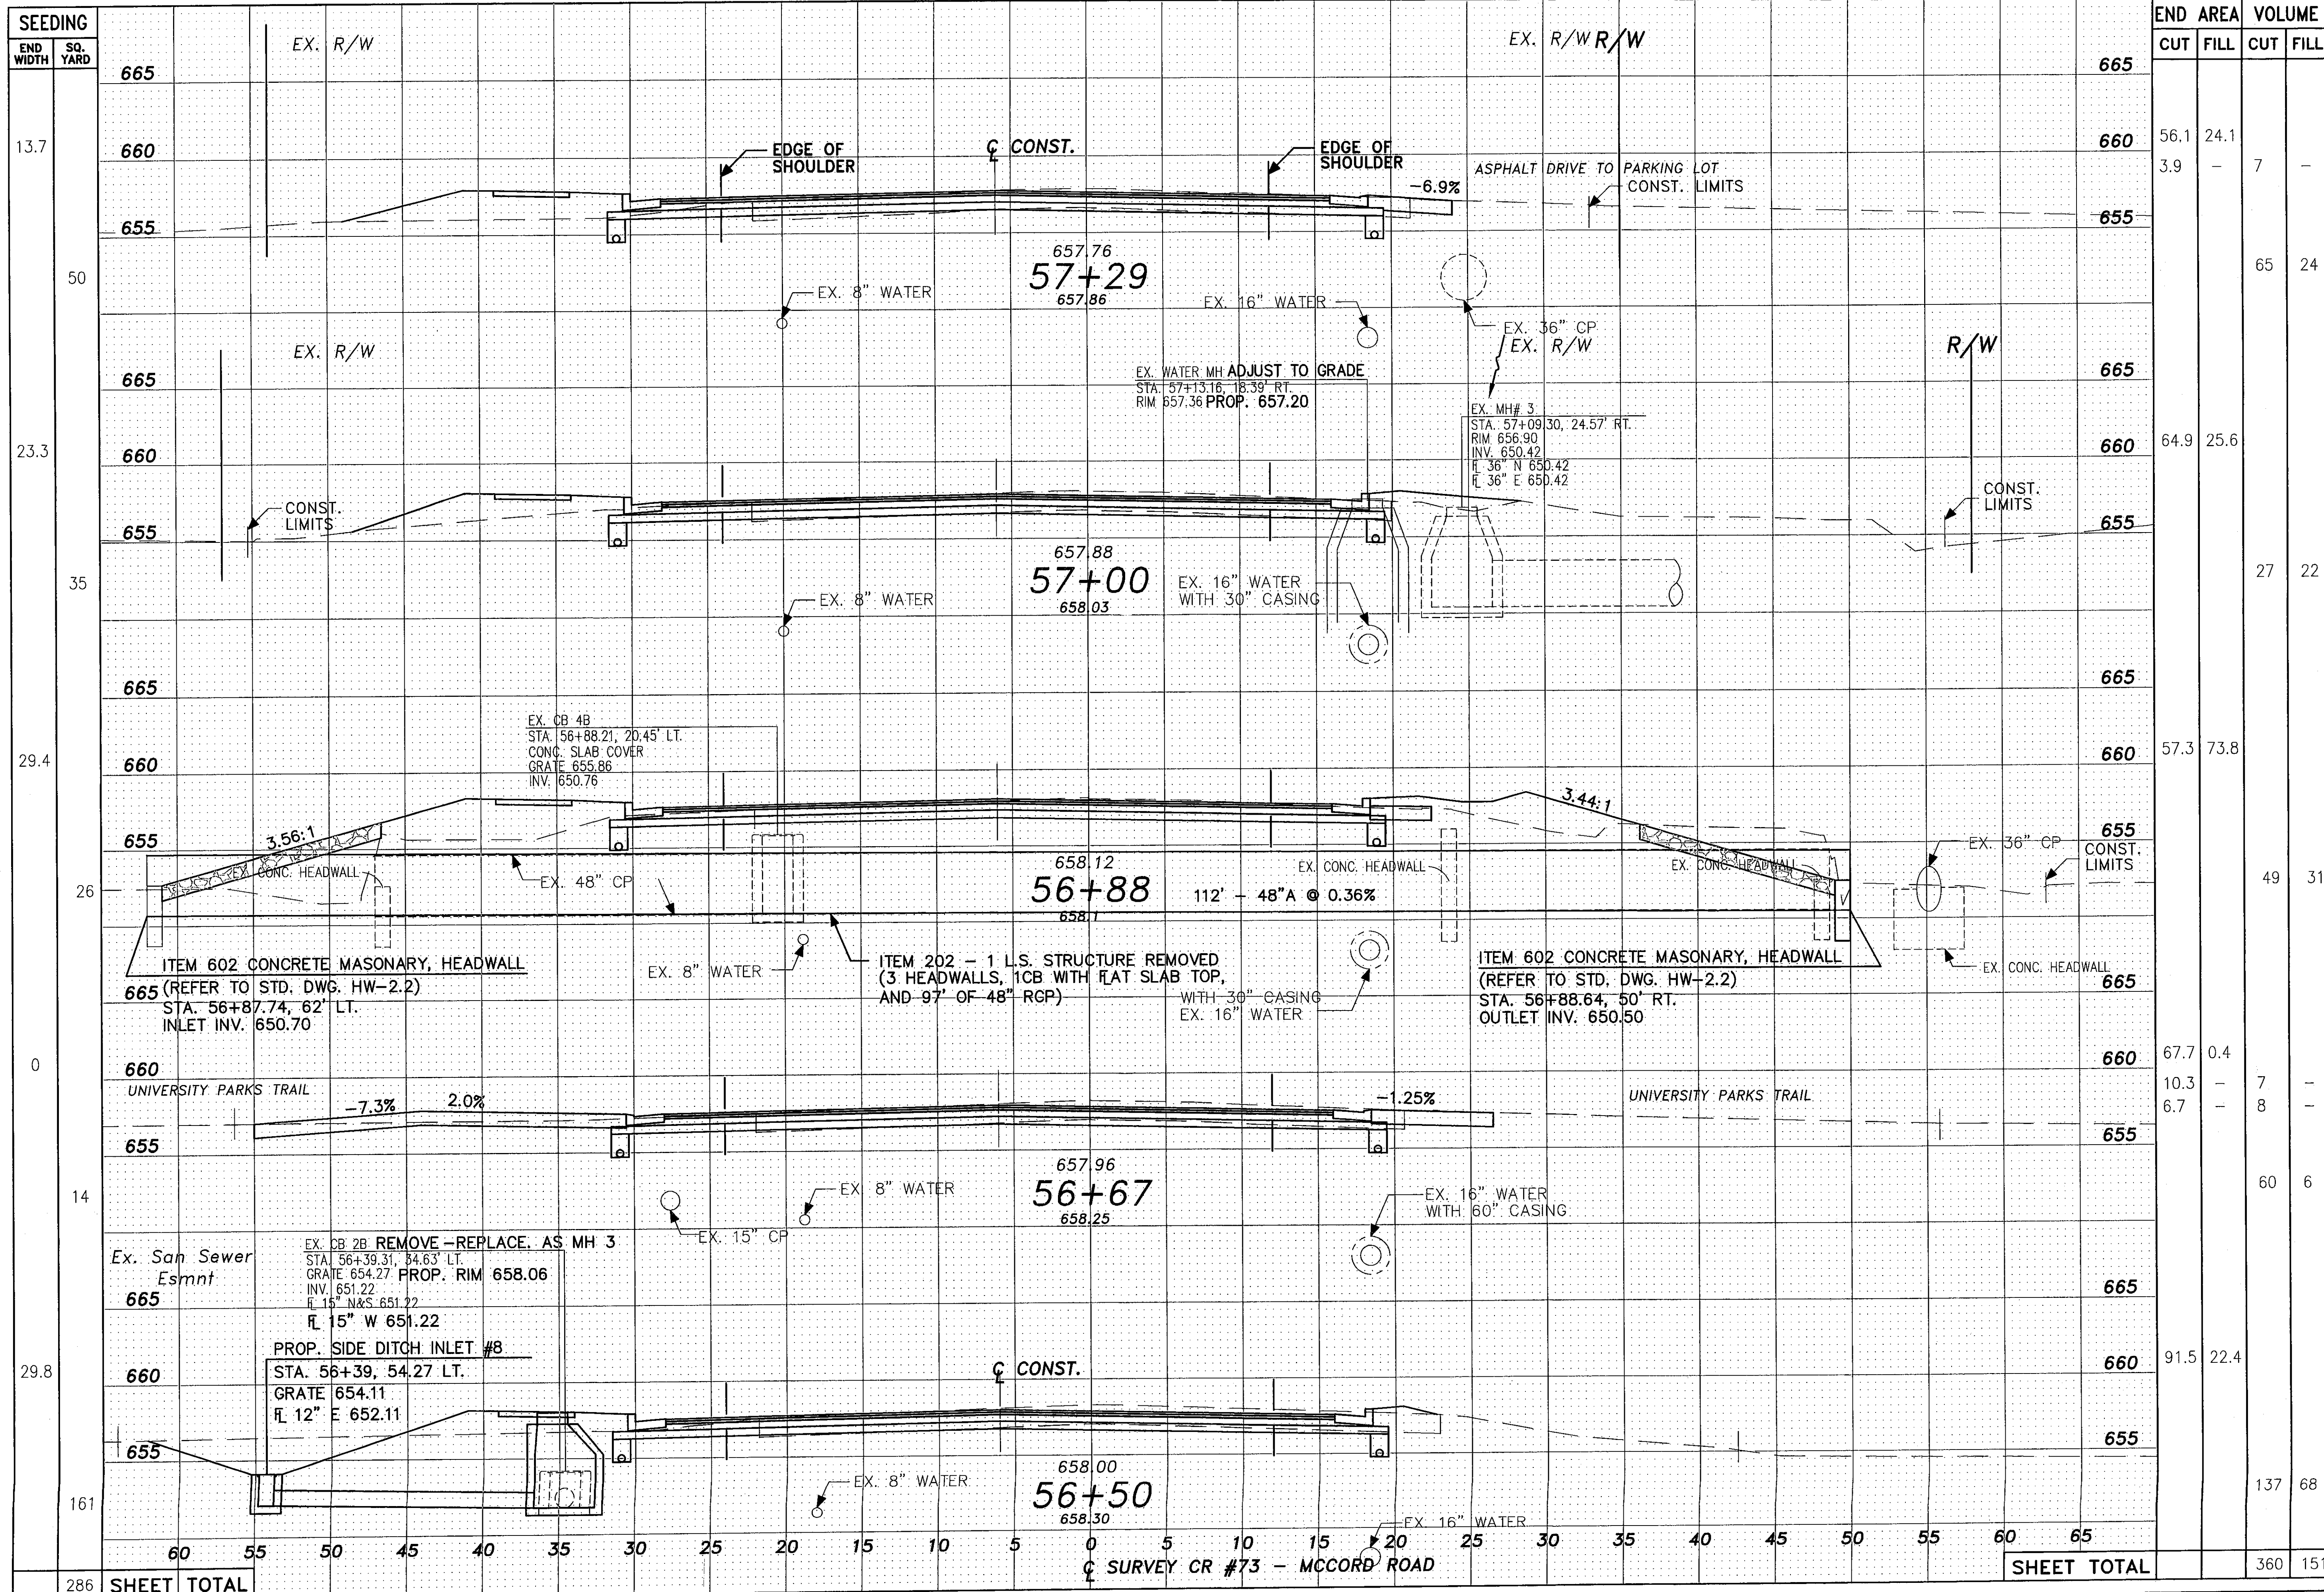 SEEDING
END WIDTH
SQ. YARD
END AREA
VOLUME
CUT FILL CUT FILL
EX. R/W
EX. R/W R/W
665
665
13.7
660
EDGE OF SHOULDER
℄ CONST.
EDGE OF SHOULDER
660
56.1 24.1
3.9 – 7 –
ASPHALT DRIVE TO PARKING LOT
-6.9%
CONST. LIMITS
655
655
657.76
57+29
657.86
50
65 24
EX. 8" WATER
EX. 16" WATER
EX. 36" CP
EX. R/W
EX. R/W
R/W
665
665
EX. WATER MH ADJUST TO GRADE
STA. 57+13.16, 18.39' RT.
RIM 657.36 PROP. 657.20
EX. MH# 3
STA. 57+09.30, 24.57' RT.
RIM 656.90
INV. 650.42
FL 36" N 650.42
FL 36" E 650.42
23.3
660
660
64.9 25.6
CONST. LIMITS
CONST. LIMITS
655
655
657.88
57+00
658.03
35
27 22
EX. 8" WATER
EX. 16" WATER
WITH 30" CASING
665
665
EX. CB 4B
STA. 56+88.21, 20.45' LT.
CONC. SLAB COVER
GRATE 655.86
INV. 650.76
29.4
660
660
57.3 73.8
3.56:1
3.44:1
655
655
EX. 36" CP
CONST. LIMITS
EX. CONC. HEADWALL
EX. 48" CP
658.12
56+88
658.1
112' – 48"A @ 0.36%
EX. CONC. HEADWALL
EX. CONC. HEADWALL
26
49 31
ITEM 602 CONCRETE MASONARY, HEADWALL
(REFER TO STD. DWG. HW-2.2)
STA. 56+87.74, 62' LT.
INLET INV. 650.70
EX. 8" WATER
ITEM 202 – 1 L.S. STRUCTURE REMOVED
(3 HEADWALLS, 1CB WITH FLAT SLAB TOP,
AND 97' OF 48" RCP)
WITH 30" CASING
EX. 16" WATER
ITEM 602 CONCRETE MASONARY, HEADWALL
(REFER TO STD. DWG. HW-2.2)
STA. 56+88.64, 50' RT.
OUTLET INV. 650.50
EX. CONC. HEADWALL
665
665
0
660
660
67.7 0.4
10.3 – 7 –
6.7 – 8 –
UNIVERSITY PARKS TRAIL
-7.3%
2.0%
-1.25%
UNIVERSITY PARKS TRAIL
655
655
657.96
56+67
658.25
14
60 6
EX. 8" WATER
EX. 15" CP
EX. 16" WATER
WITH 60" CASING
Ex. San Sewer
Esmnt
EX. CB 2B REMOVE-REPLACE. AS MH 3
STA. 56+39.31, 34.63' LT.
GRATE 654.27 PROP. RIM 658.06
INV. 651.22
FL 15" N&S 651.22
FL 15" W 651.22
665
665
PROP. SIDE DITCH INLET #8
STA. 56+39, 54.27 LT.
GRATE 654.11
FL 12" E 652.11
29.8
660
℄ CONST.
660
91.5 22.4
655
655
658.00
56+50
658.30
161
137 68
EX. 8" WATER
EX. 16" WATER
60 55 50 45 40 35 30 25 20 15 10 5 0 5 10 15 20 25 30 35 40 45 50 55 60 65
℄ SURVEY CR #73 – MCCORD ROAD
286 SHEET TOTAL
SHEET TOTAL 360 151